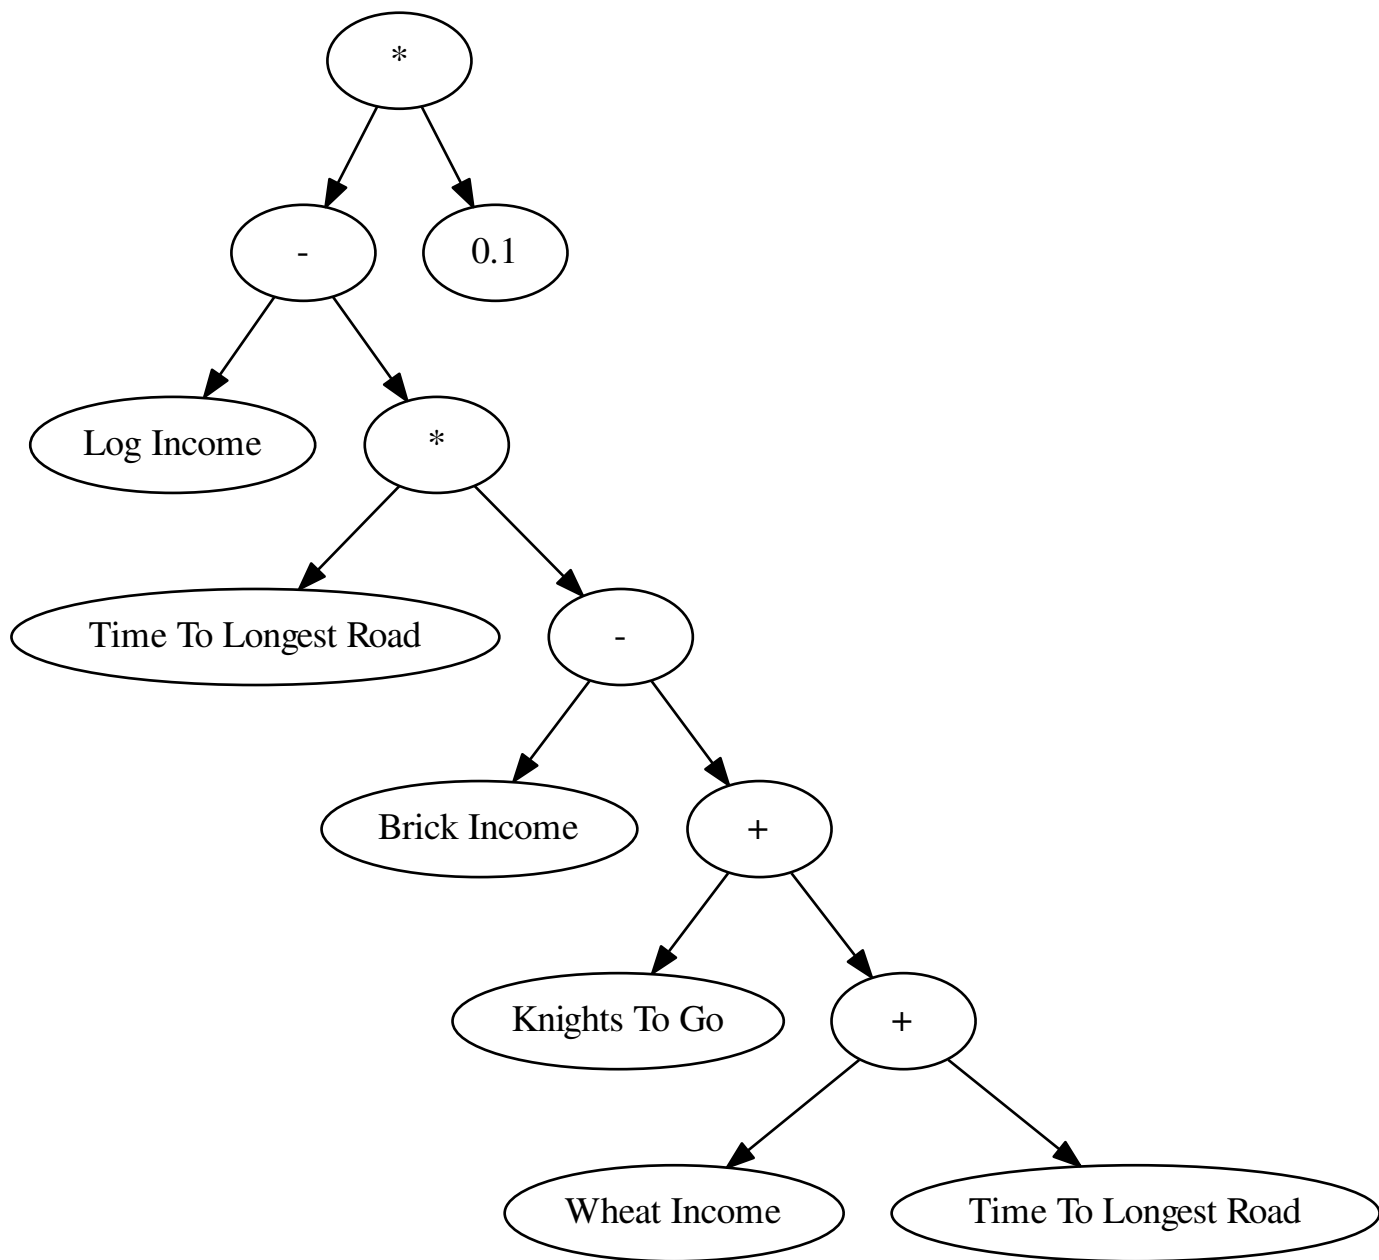 *
-
0.1
Log Income
*
Time To Longest Road
-
Brick Income
+
Knights To Go
+
Wheat Income
Time To Longest Road